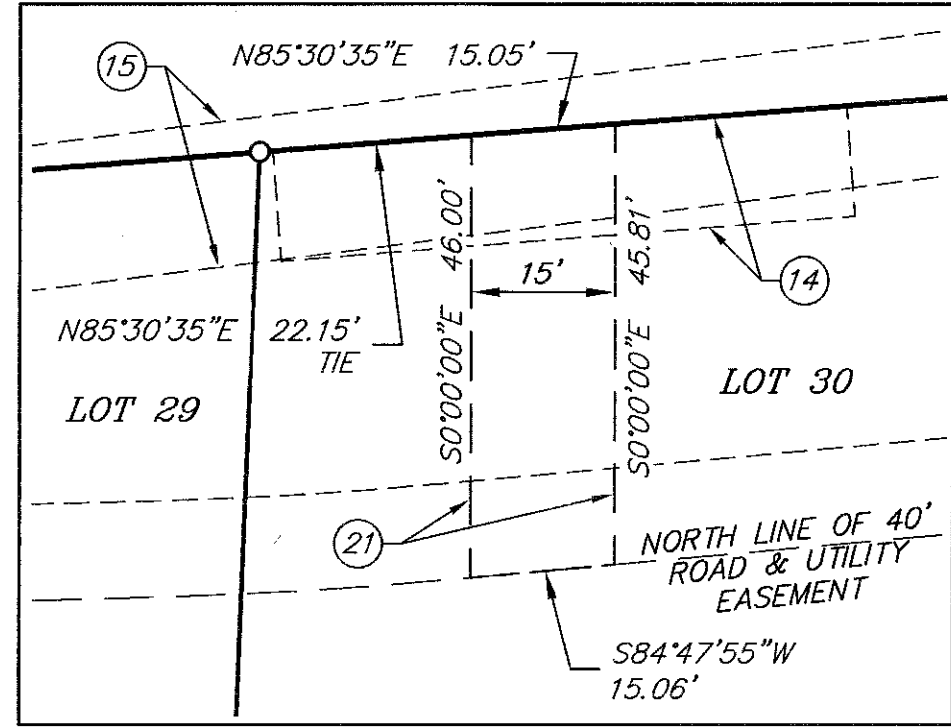 15
N85°30'35"E 15.05'
46.00'
45.81'
15'
14
N85°30'35"E 22.15'
TIE
S0°00'00"E
S0°00'00"E
LOT 29
LOT 30
21
NORTH LINE OF 40'
ROAD & UTILITY
EASEMENT
S84°47'55"W
15.06'